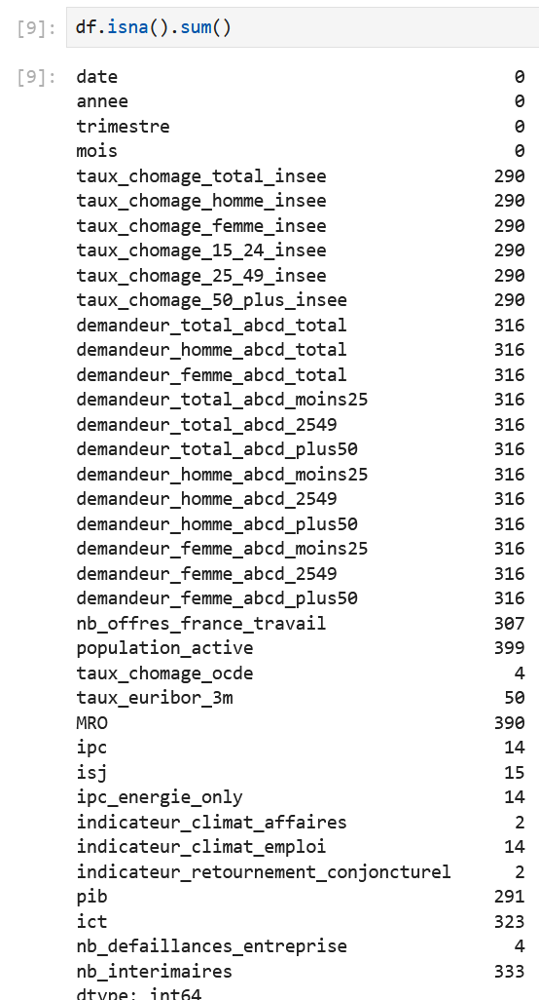 [9]: df.isna().sum()
[9]: date 0
annee 0
trimestre 0
mois 0
taux_chomage_total_insee 290
taux_chomage_homme_insee 290
taux_chomage_femme_insee 290
taux_chomage_15_24_insee 290
taux_chomage_25_49_insee 290
taux_chomage_50_plus_insee 290
demandeur_total_abcd_total 316
demandeur_homme_abcd_total 316
demandeur_femme_abcd_total 316
demandeur_total_abcd_moins25 316
demandeur_total_abcd_2549 316
demandeur_total_abcd_plus50 316
demandeur_homme_abcd_moins25 316
demandeur_homme_abcd_2549 316
demandeur_homme_abcd_plus50 316
demandeur_femme_abcd_moins25 316
demandeur_femme_abcd_2549 316
demandeur_femme_abcd_plus50 316
nb_offres_france_travail 307
population_active 399
taux_chomage_ocde 4
taux_euribor_3m 50
MRO 390
ipc 14
isj 15
ipc_energie_only 14
indicateur_climat_affaires 2
indicateur_climat_emploi 14
indicateur_retournement_conjoncturel 2
pib 291
ict 323
nb_defaillances_entreprise 4
nb_interimaires 333
dtype: int64